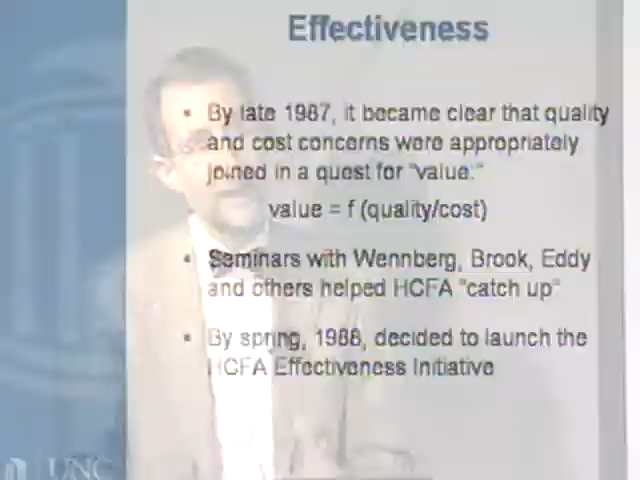 Effectiveness
• By late 1987, it became clear that quality
and cost concerns were appropriately
joined in a quest for "value."
value = f (quality/cost)
• Seminars with Wennberg, Brook, Eddy
and others helped HCFA "catch up"
• By spring, 1988, decided to launch the
HCFA Effectiveness Initiative
UNC